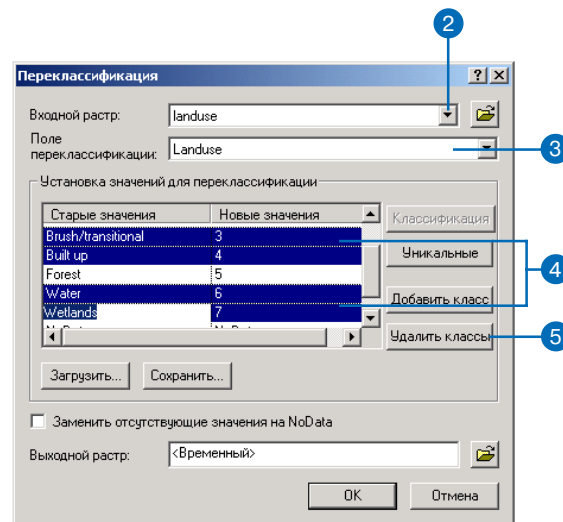 2
Переклассификация
Входной растр: landuse
Поле переклассификации: Landuse
3
Установка значений для переклассификации
Старые значения Новые значения
Классификация
Brush/transitional 3
Built up 4
Уникальные
Forest 5
4
Water 6
Добавить класс
Wetlands 7
Удалить классы
5
Загрузить... Сохранить...
Заменить отсутствующие значения на NoData
Выходной растр: <Временный>
OK Отмена